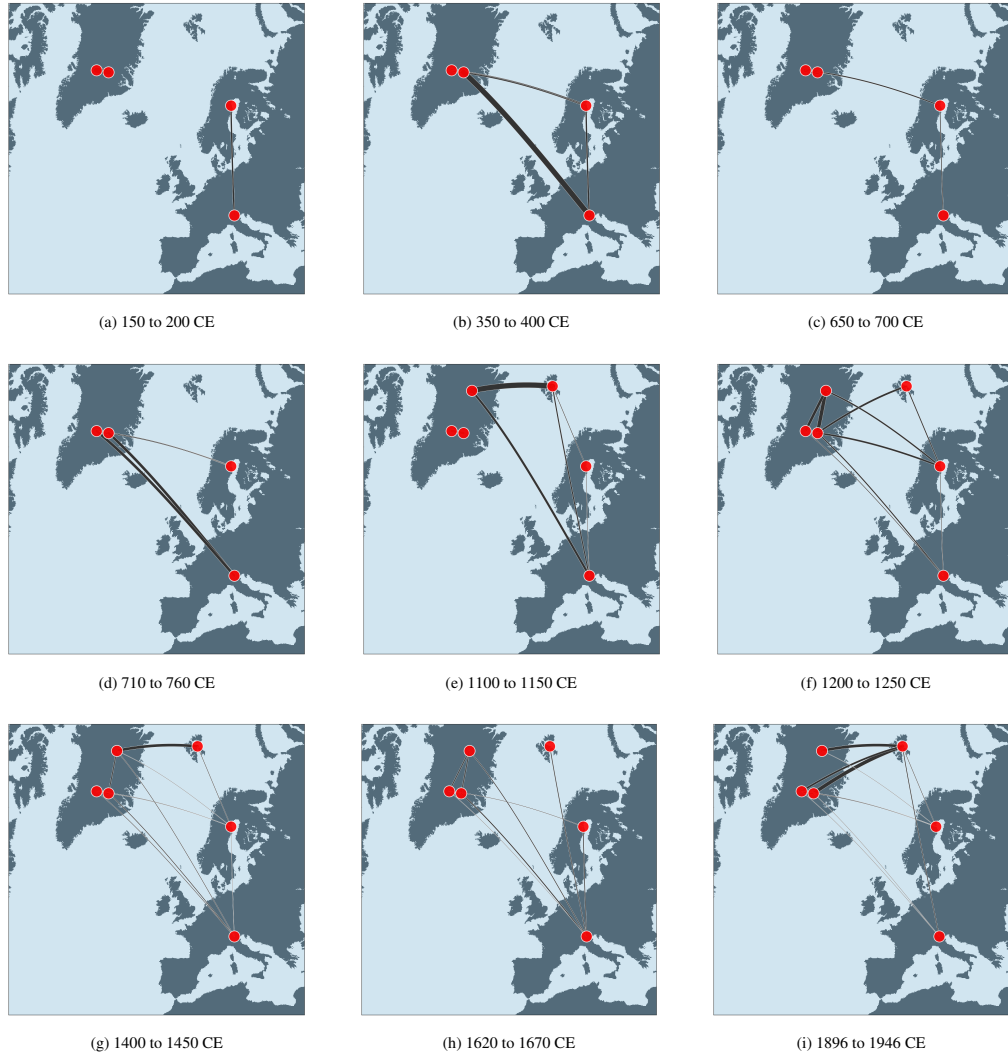 (a) 150 to 200 CE
(b) 350 to 400 CE
(c) 650 to 700 CE
(d) 710 to 760 CE
(e) 1100 to 1150 CE
(f) 1200 to 1250 CE
(g) 1400 to 1450 CE
(h) 1620 to 1670 CE
(i) 1896 to 1946 CE